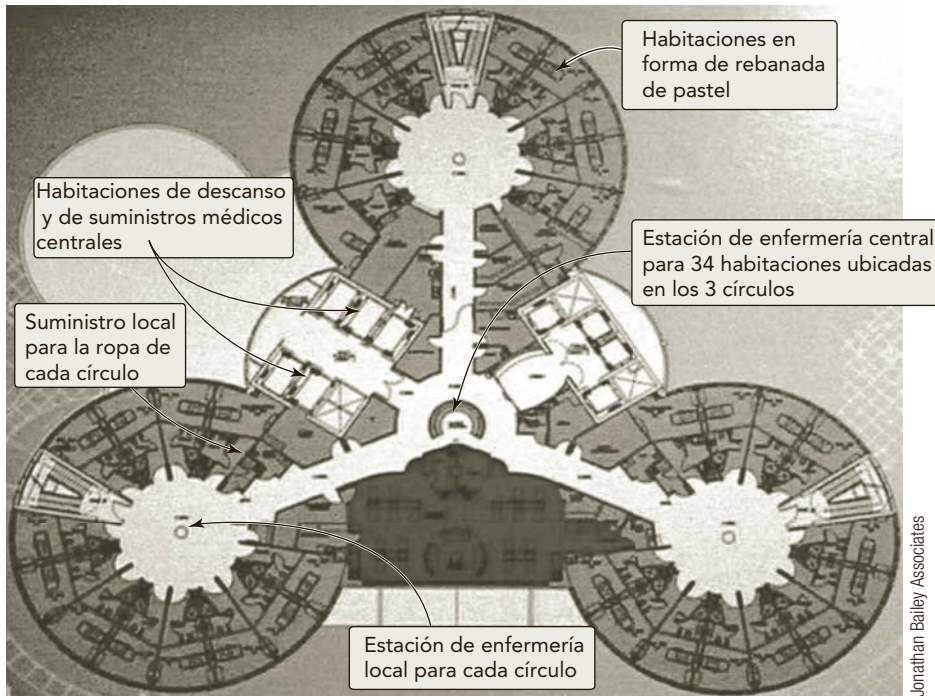 Habitaciones en
forma de rebanada
de pastel
Habitaciones de descanso
y de suministros médicos
centrales
Estación de enfermería central
para 34 habitaciones ubicadas
en los 3 círculos
Suministro local
para la ropa de
cada círculo
Estación de enfermería
local para cada círculo
Jonathan Bailey Associates